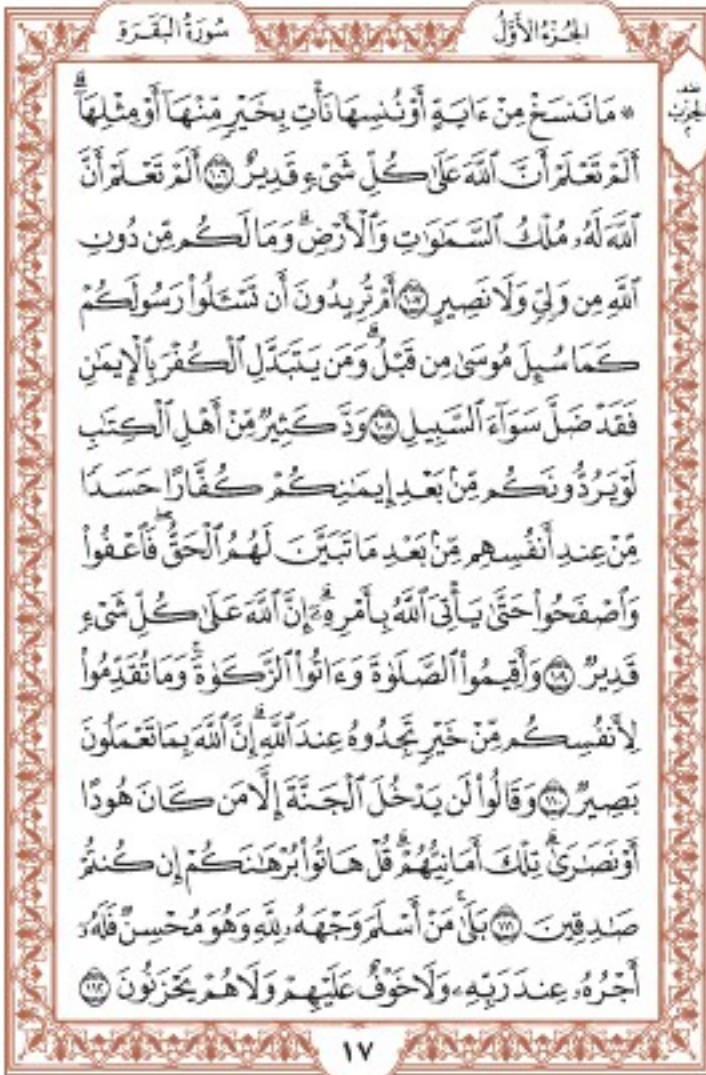 سُورَةُ البَقَرَةِ
الجُزْءُ الأَوَّلُ
نصف
الحزب
٢
۞ مَا نَنسَخْ مِنْ ءَايَةٍ أَوْ نُنسِهَا نَأْتِ بِخَيْرٍ مِّنْهَآ أَوْ مِثْلِهَآۗ
أَلَمْ تَعْلَمْ أَنَّ ٱللَّهَ عَلَىٰ كُلِّ شَىْءٍ قَدِيرٌ ١٠٦ أَلَمْ تَعْلَمْ أَنَّ
ٱللَّهَ لَهُۥ مُلْكُ ٱلسَّمَـٰوَٰتِ وَٱلْأَرْضِۗ وَمَا لَكُم مِّن دُونِ
ٱللَّهِ مِن وَلِىٍّ وَلَا نَصِيرٍ ١٠٧ أَمْ تُرِيدُونَ أَن تَسْـَٔلُوا۟ رَسُولَكُمْ
كَمَا سُئِلَ مُوسَىٰ مِن قَبْلُۗ وَمَن يَتَبَدَّلِ ٱلْكُفْرَ بِٱلْإِيمَـٰنِ
فَقَدْ ضَلَّ سَوَآءَ ٱلسَّبِيلِ ١٠٨ وَدَّ كَثِيرٌ مِّنْ أَهْلِ ٱلْكِتَـٰبِ
لَوْ يَرُدُّونَكُم مِّنۢ بَعْدِ إِيمَـٰنِكُمْ كُفَّارًا حَسَدًا
مِّنْ عِندِ أَنفُسِهِم مِّنۢ بَعْدِ مَا تَبَيَّنَ لَهُمُ ٱلْحَقُّۖ فَٱعْفُوا۟
وَٱصْفَحُوا۟ حَتَّىٰ يَأْتِىَ ٱللَّهُ بِأَمْرِهِۦٓۗ إِنَّ ٱللَّهَ عَلَىٰ كُلِّ شَىْءٍ
قَدِيرٌ ١٠٩ وَأَقِيمُوا۟ ٱلصَّلَوٰةَ وَءَاتُوا۟ ٱلزَّكَوٰةَۚ وَمَا تُقَدِّمُوا۟
لِأَنفُسِكُم مِّنْ خَيْرٍ تَجِدُوهُ عِندَ ٱللَّهِۗ إِنَّ ٱللَّهَ بِمَا تَعْمَلُونَ
بَصِيرٌ ١١٠ وَقَالُوا۟ لَن يَدْخُلَ ٱلْجَنَّةَ إِلَّا مَن كَانَ هُودًا
أَوْ نَصَـٰرَىٰۗ تِلْكَ أَمَانِيُّهُمْۗ قُلْ هَاتُوا۟ بُرْهَـٰنَكُمْ إِن كُنتُمْ
صَـٰدِقِينَ ١١١ بَلَىٰۚ مَنْ أَسْلَمَ وَجْهَهُۥ لِلَّهِ وَهُوَ مُحْسِنٌ فَلَهُۥٓ
أَجْرُهُۥ عِندَ رَبِّهِۦ وَلَا خَوْفٌ عَلَيْهِمْ وَلَا هُمْ يَحْزَنُونَ ١١٢
١٧